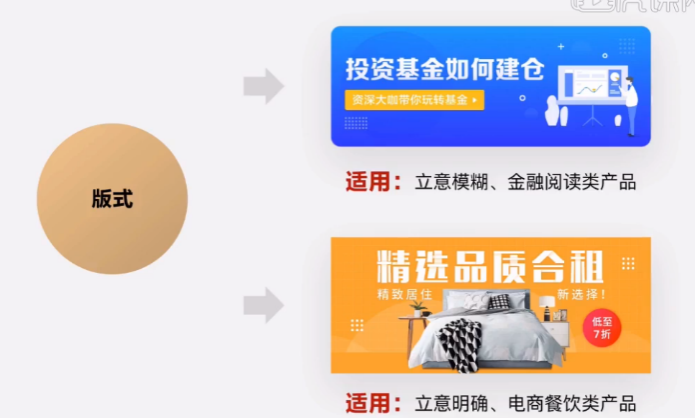 版式
投资基金如何建仓
资深大咖带你玩转基金
适用：立意模糊、金融阅读类产品
精选品质合租
精致居住 新选择！
低至
7折
适用：立意明确、电商餐饮类产品